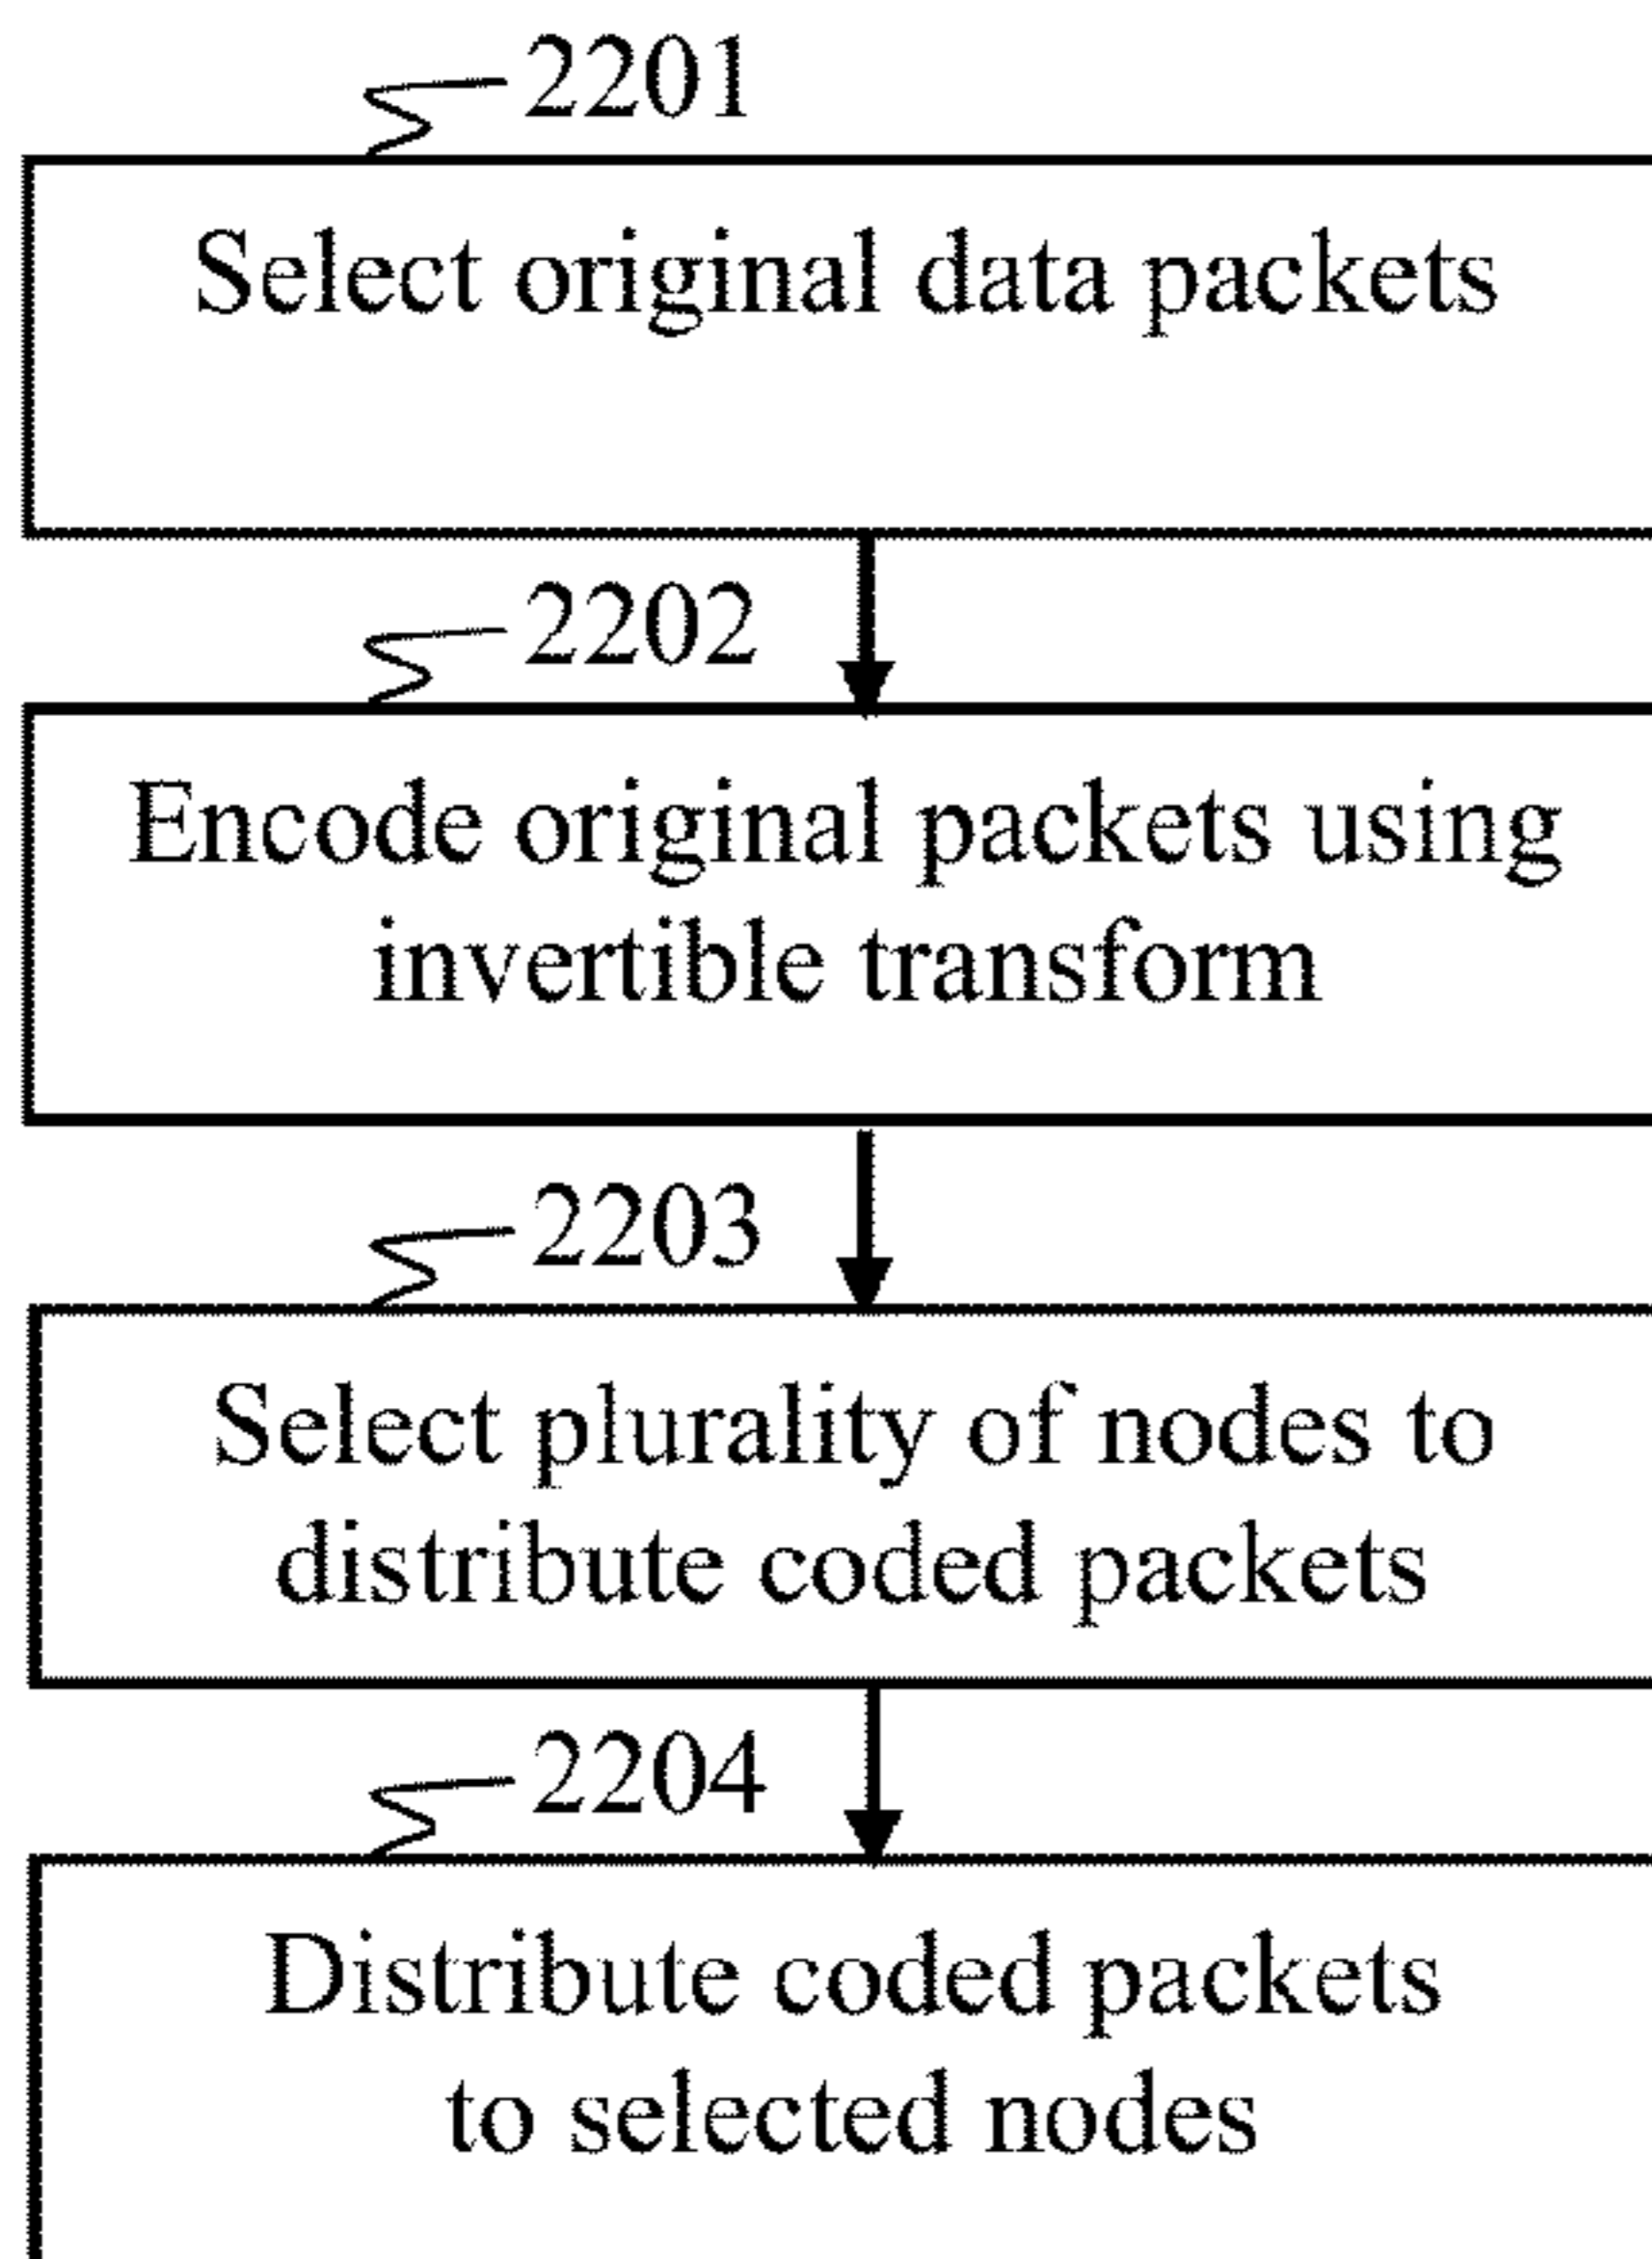 2201
Select original data packets
2202
Encode original packets using
invertible transform
2203
Select plurality of nodes to
distribute coded packets
2204
Distribute coded packets
to selected nodes